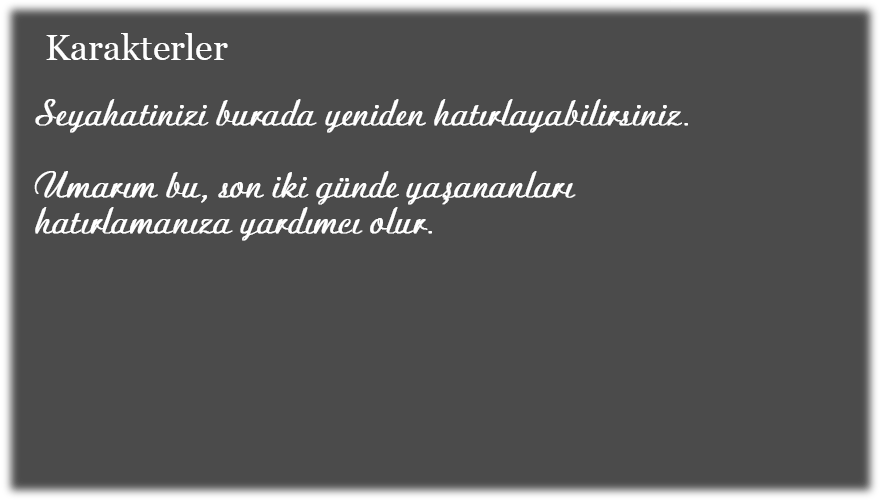 Karakterler
Seyahatinizi burada yeniden hatırlayabilirsiniz.
Umarım bu, son iki günde yaşananları
hatırlamanıza yardımcı olur.